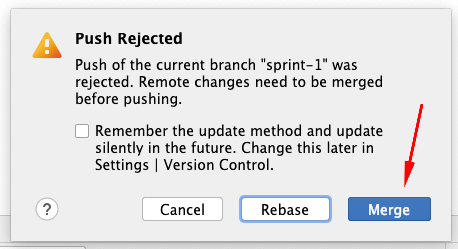 Push Rejected
Push of the current branch "sprint-1" was
rejected. Remote changes need to be merged
before pushing.
Remember the update method and update
silently in the future. Change this later in
Settings | Version Control.
?
Cancel
Rebase
Merge